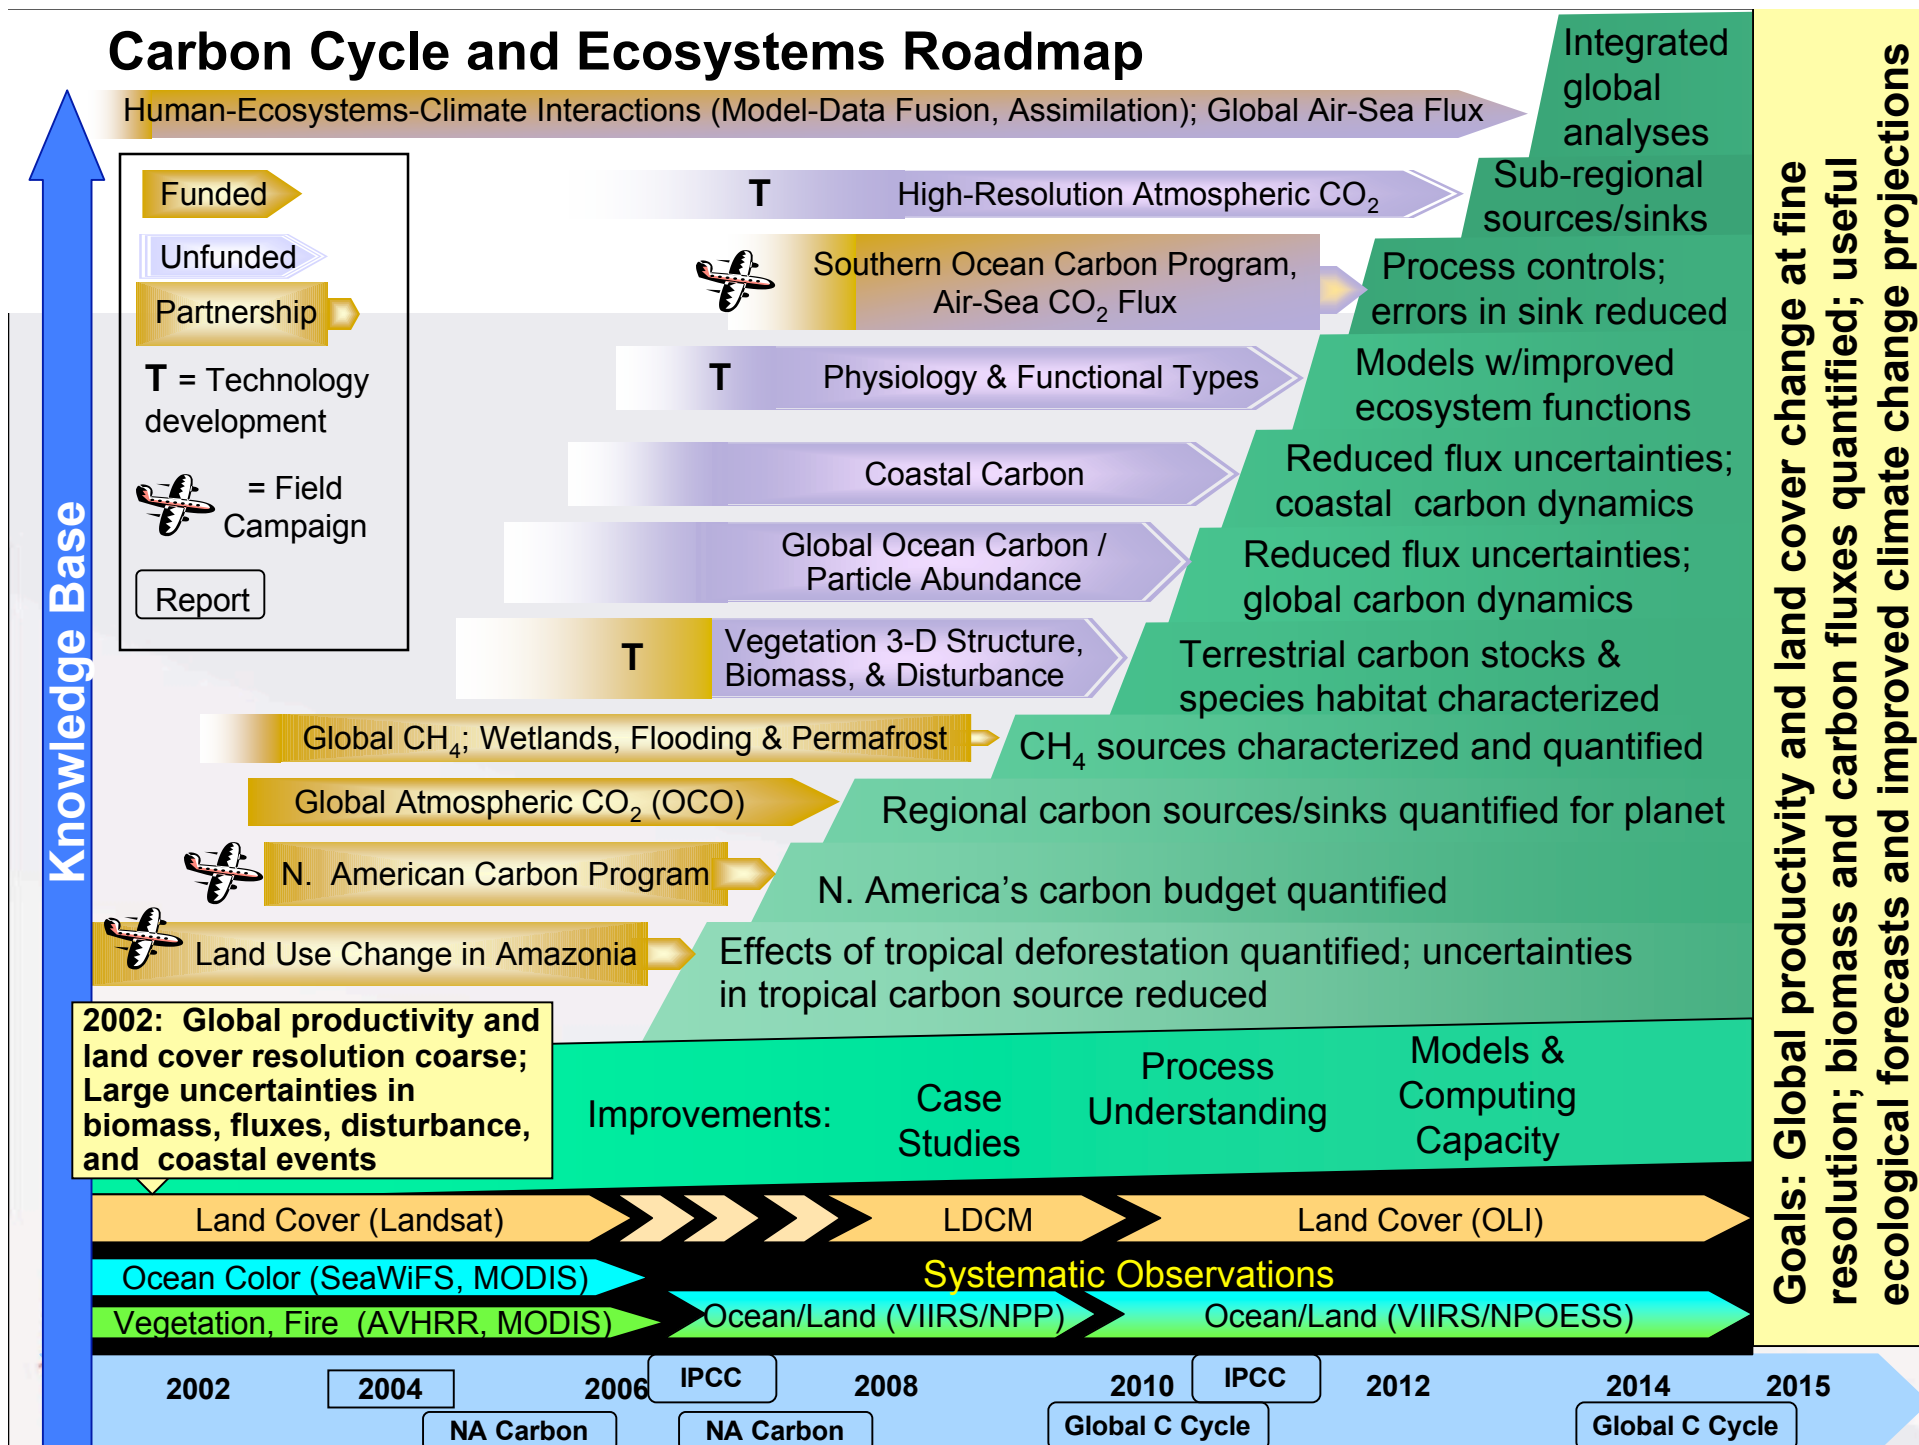 Carbon Cycle and Ecosystems Roadmap
Human-Ecosystems-Climate Interactions (Model-Data Fusion, Assimilation); Global Air-Sea Flux
Integrated
global
analyses
Funded
Unfunded
Partnership
T = Technology
development
= Field
Campaign
Report
Knowledge Base
T
High-Resolution Atmospheric CO2
Sub-regional
sources/sinks
Southern Ocean Carbon Program,
Air-Sea CO2 Flux
Process controls;
errors in sink reduced
T
Physiology & Functional Types
Models w/improved
ecosystem functions
Coastal Carbon
Reduced flux uncertainties;
coastal carbon dynamics
Global Ocean Carbon /
Particle Abundance
Reduced flux uncertainties;
global carbon dynamics
T
Vegetation 3-D Structure,
Biomass, & Disturbance
Terrestrial carbon stocks &
species habitat characterized
Global CH4; Wetlands, Flooding & Permafrost
CH4 sources characterized and quantified
Global Atmospheric CO2 (OCO)
Regional carbon sources/sinks quantified for planet
N. American Carbon Program
N. America's carbon budget quantified
Land Use Change in Amazonia
Effects of tropical deforestation quantified; uncertainties
in tropical carbon source reduced
2002: Global productivity and
land cover resolution coarse;
Large uncertainties in
biomass, fluxes, disturbance,
and coastal events
Improvements:
Case
Studies
Process
Understanding
Models &
Computing
Capacity
Land Cover (Landsat)
LDCM
Land Cover (OLI)
Ocean Color (SeaWiFS, MODIS)
Systematic Observations
Vegetation, Fire (AVHRR, MODIS)
Ocean/Land (VIIRS/NPP)
Ocean/Land (VIIRS/NPOESS)
2002
2004
2006
IPCC
2008
2010
IPCC
2012
2014
2015
NA Carbon
NA Carbon
Global C Cycle
Global C Cycle
Goals: Global productivity and land cover change at fine
resolution; biomass and carbon fluxes quantified; useful
ecological forecasts and improved climate change projections